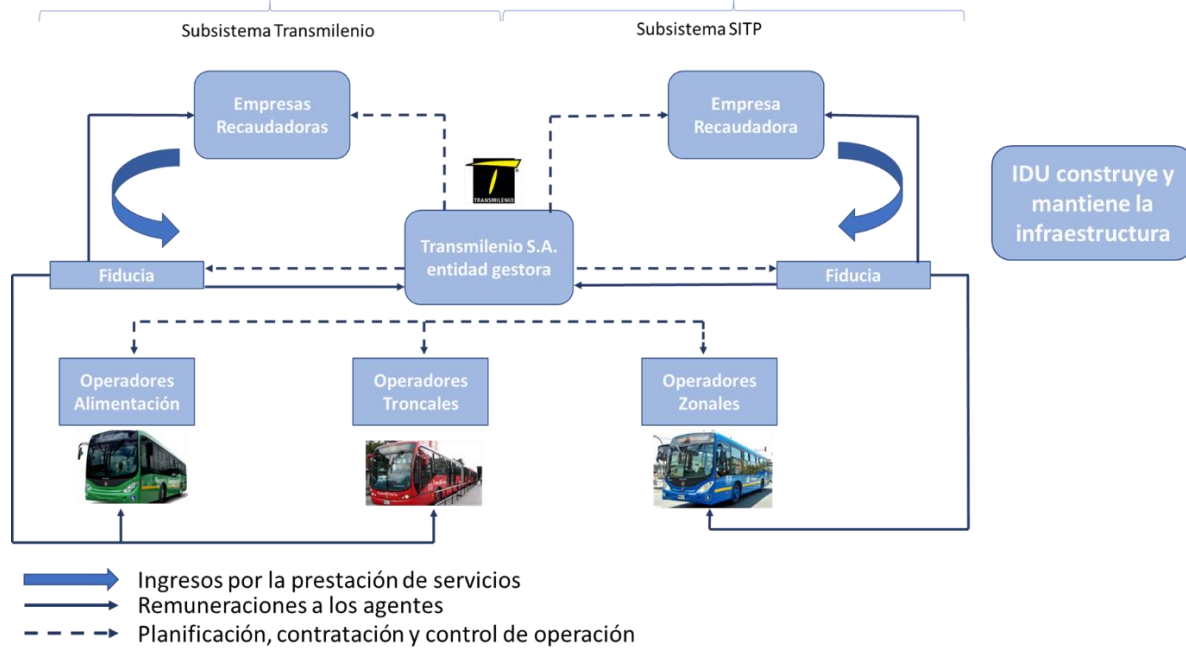 Subsistema Transmilenio
Subsistema SITP
Empresas
Recaudadoras
Empresa
Recaudadora
TRANSMILENIO
IDU construye y
mantiene la
infraestructura
Transmilenio S.A.
entidad gestora
Fiducia
Fiducia
Operadores
Alimentación
Operadores
Troncales
Operadores
Zonales
Ingresos por la prestación de servicios
Remuneraciones a los agentes
Planificación, contratación y control de operación